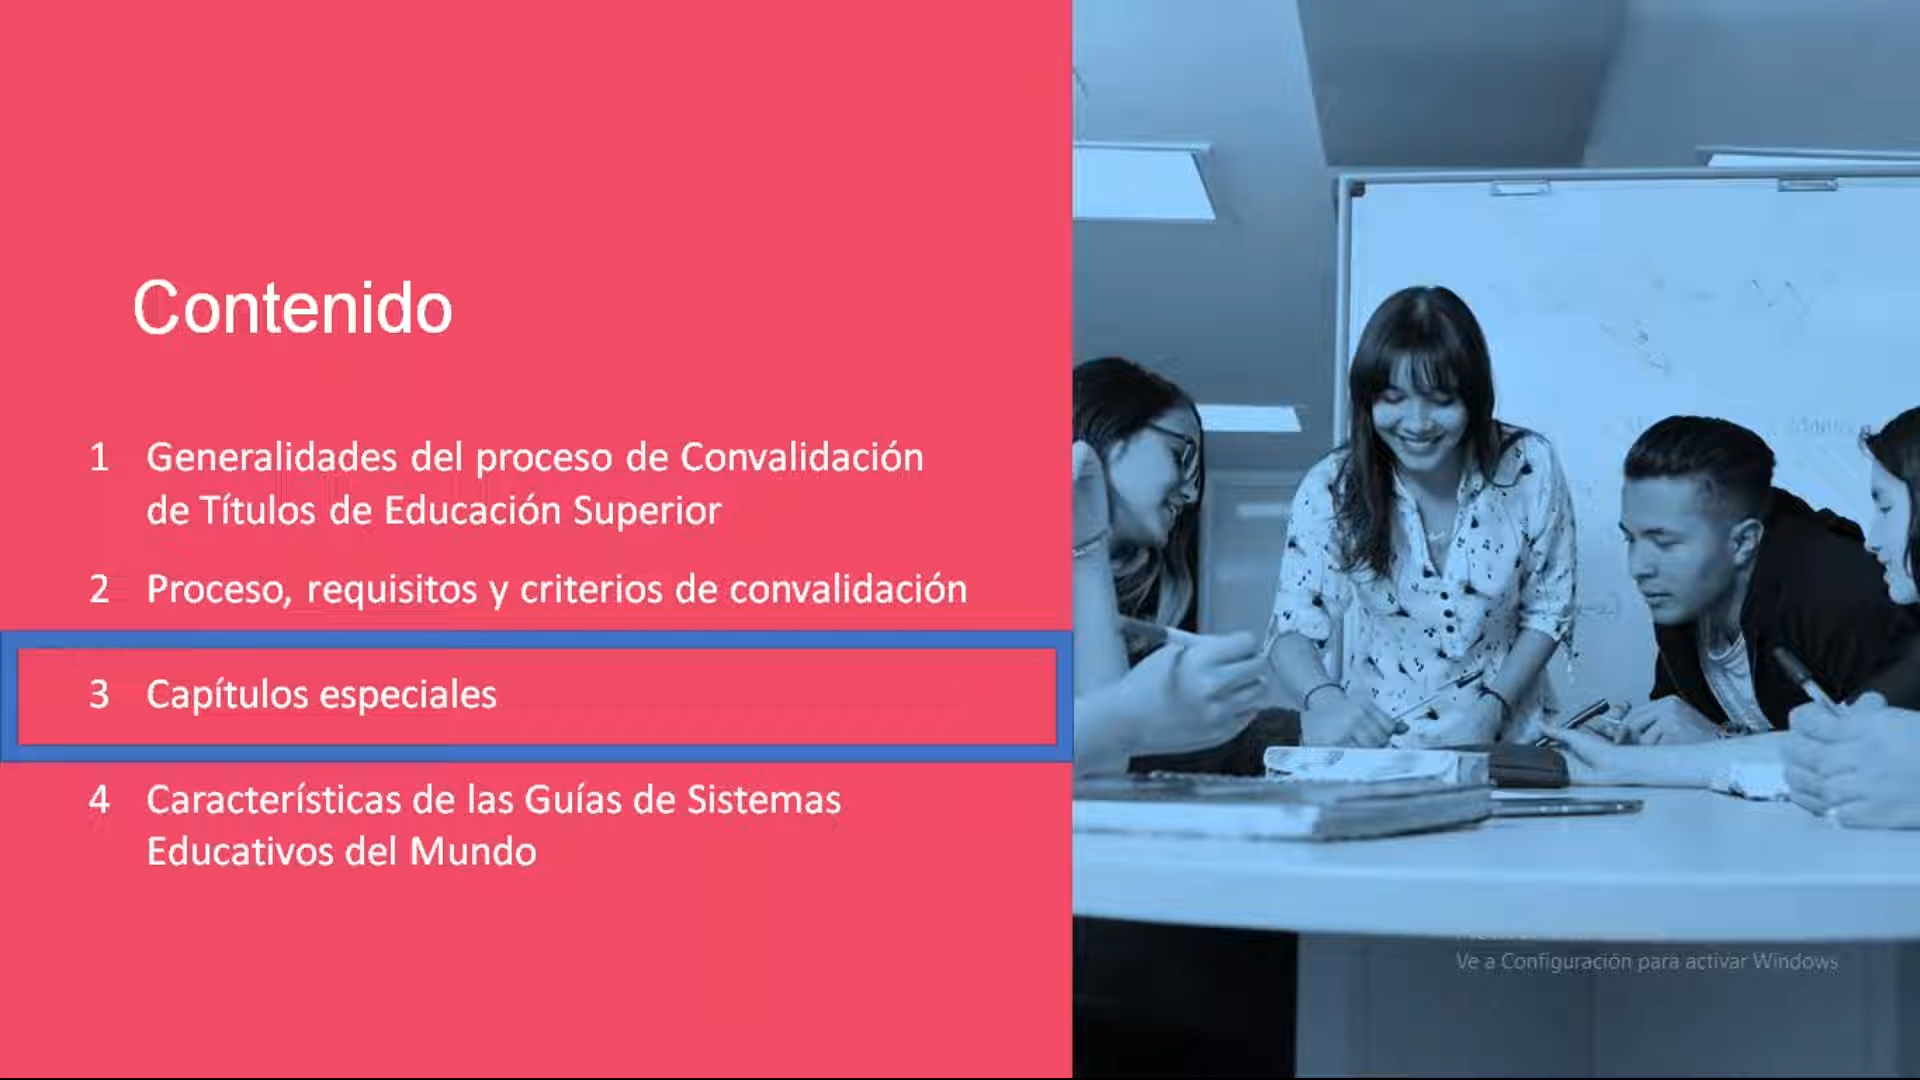 Contenido
1 Generalidades del proceso de Convalidación
de Títulos de Educación Superior
2 Proceso, requisitos y criterios de convalidación
3 Capítulos especiales
4 Características de las Guías de Sistemas
Educativos del Mundo
Ve a Configuración para activar Windows